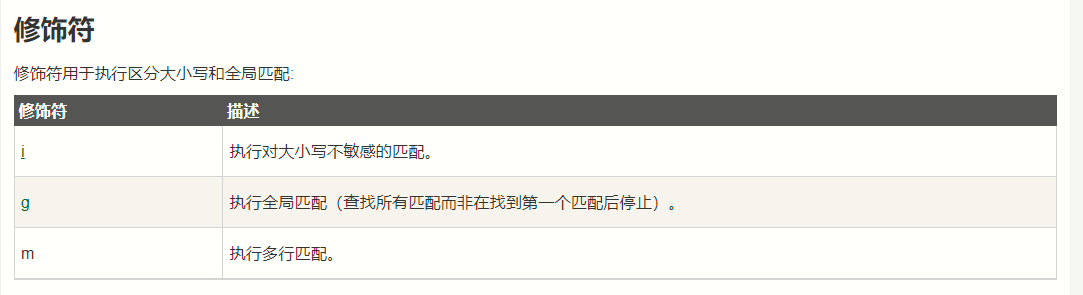 修饰符
修饰符用于执行区分大小写和全局匹配:
修饰符 描述
i 执行对大小写不敏感的匹配。
g 执行全局匹配（查找所有匹配而非在找到第一个匹配后停止）。
m 执行多行匹配。